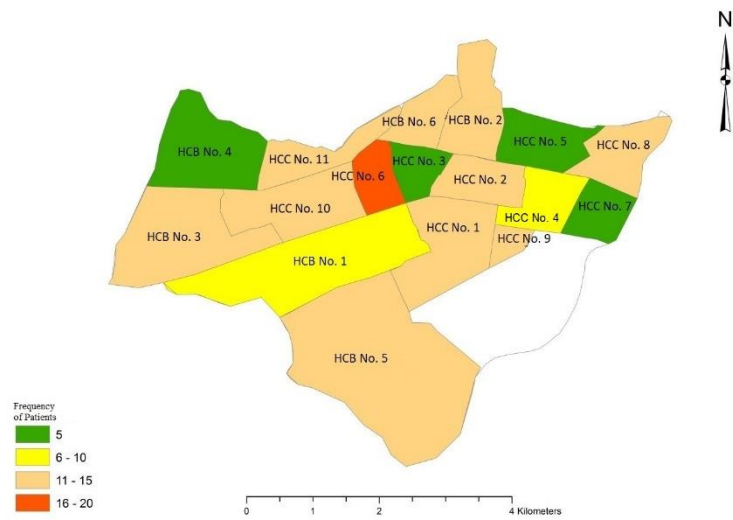 N
HCB No. 6
HCB No. 2
HCC No. 5
HCC No. 8
HCB No. 4
HCC No. 11
HCC No. 3
HCC No. 6
HCC No. 2
HCC No. 7
HCC No. 10
HCC No. 4
HCC No. 1
HCB No. 3
HCC No. 9
HCB No. 1
HCB No. 5
Frequency
of Patients
5
6 - 10
11 - 15
16 - 20
0 1 2 4 Kilometers